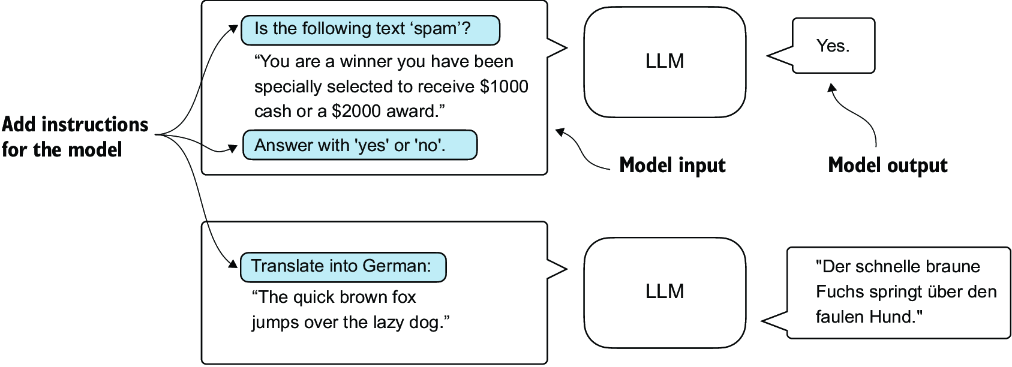 Is the following text ‘spam’?
“You are a winner you have been
specially selected to receive $1000
cash or a $2000 award.”
Answer with 'yes' or 'no'.
LLM
Yes.
Add instructions
for the model
Model input
Model output
Translate into German:
“The quick brown fox
jumps over the lazy dog.”
LLM
"Der schnelle braune
Fuchs springt über den
faulen Hund."